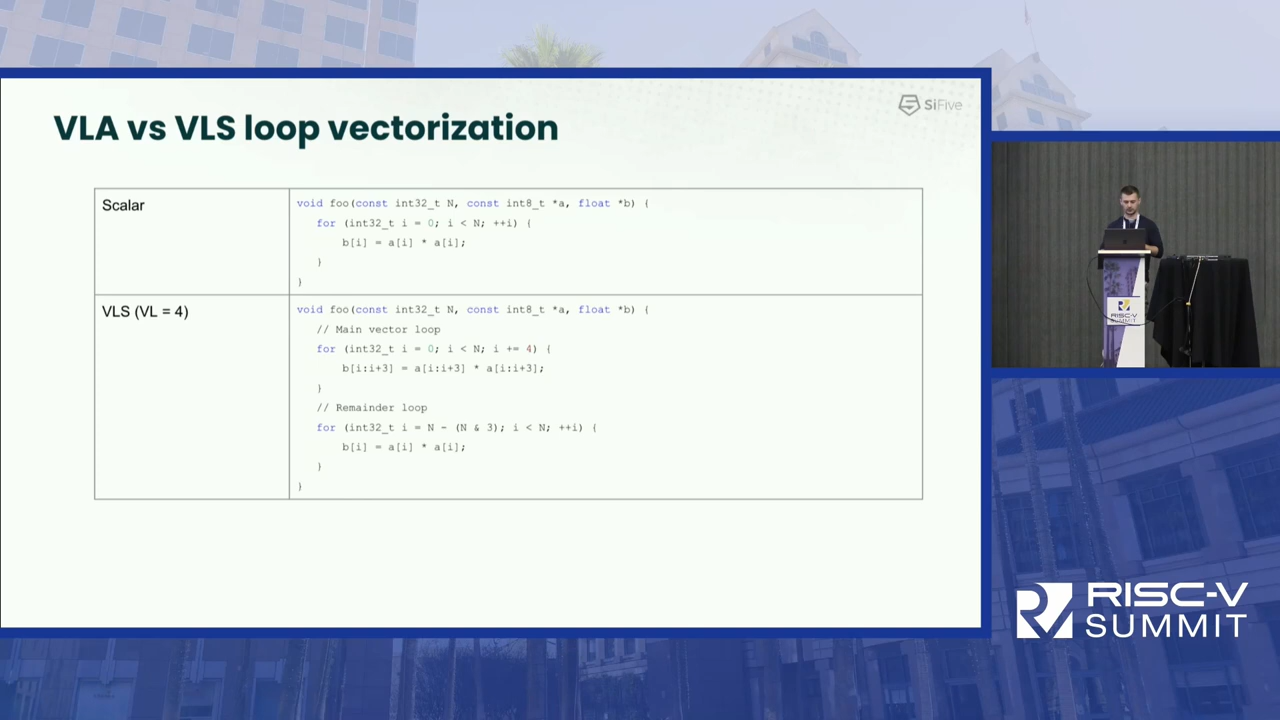 SiFive
VLA vs VLS loop vectorization
Scalar
void foo(const int32_t N, const int8_t *a, float *b) {
for (int32_t i = 0; i < N; ++i) {
b[i] = a[i] * a[i];
}
}
VLS (VL = 4)
void foo(const int32_t N, const int8_t *a, float *b) {
// Main vector loop
for (int32_t i = 0; i < N; i += 4) {
b[i:i+3] = a[i:i+3] * a[i:i+3];
}
// Remainder loop
for (int32_t i = N - (N & 3); i < N; ++i) {
b[i] = a[i] * a[i];
}
}
RISC-V
SUMMIT
RISC-V
SUMMIT